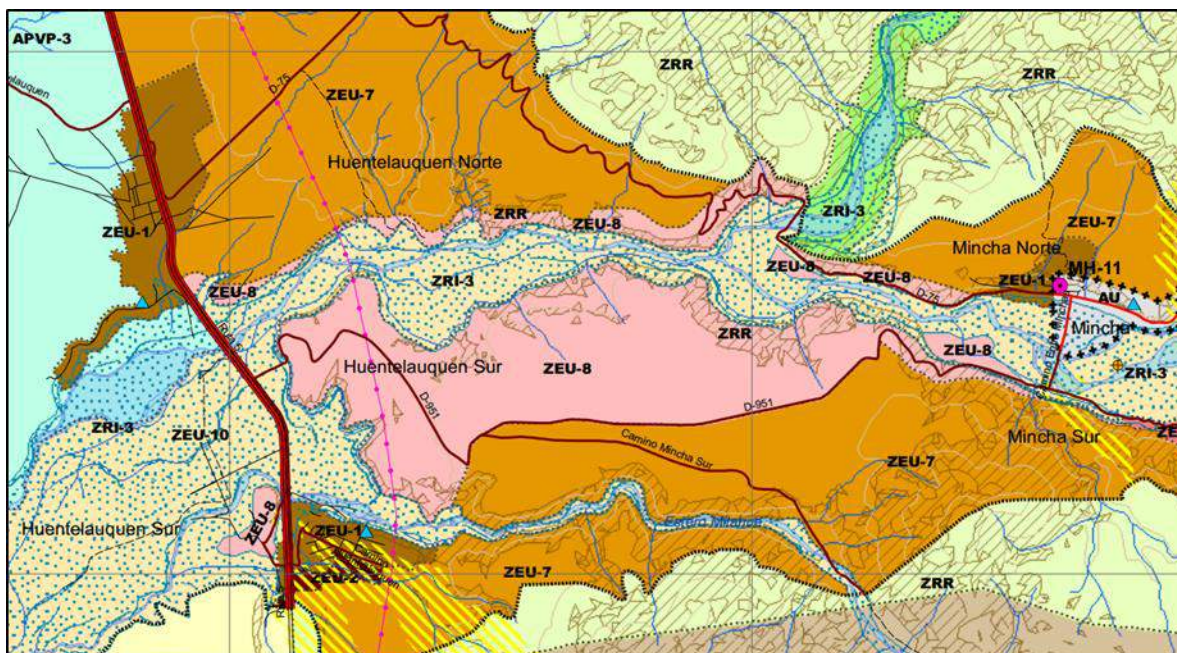 APVP-3
elauquen
D-75
ZEU-7
Huentelauquen Norte
ZRR
ZRR
ZEU-1
ZRR
ZEU-8
ZRI-3
ZEU-7
Mincha Norte
ZEU-8
ZRI-3
ZEU-8
ZEU-8
ZEU-1
MH-11
D-75
AU
Mincha
ZRR
Huentelauquen Sur
ZEU-8
ZEU-8
ZRI-3
D-951
D-951
ZRI-3
ZEU-10
Camino Mincha Sur
Mincha Sur
ZE
ZEU-7
ZEU-8
Huentelauquen Sur
ZEU-1
ZEU-2
ZEU-7
ZRR